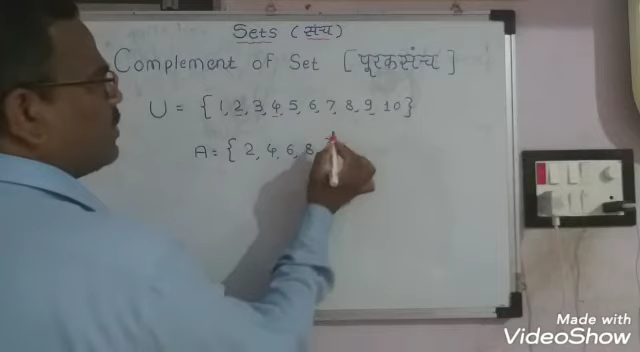 Sets (संच)
Complement of Set [पूरकसंच]
U = { 1, 2, 3, 4, 5, 6, 7, 8, 9, 10 }
A = { 2, 4, 6, 8,
Made with
VideoShow